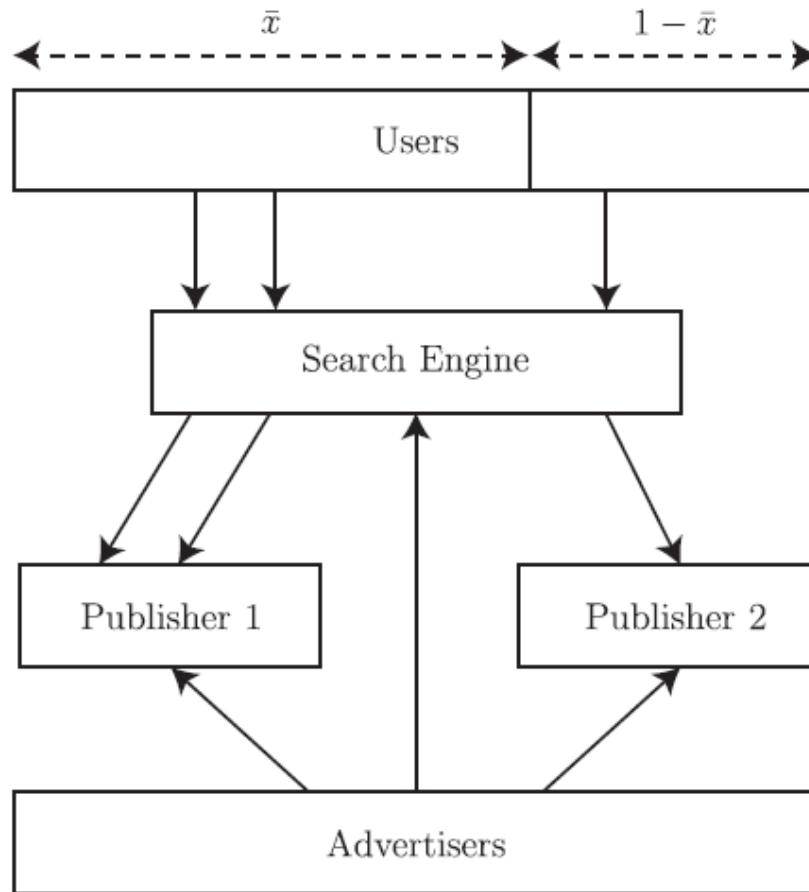 x̄ 1 − x̄
Users
Search Engine
Publisher 1 Publisher 2
Advertisers